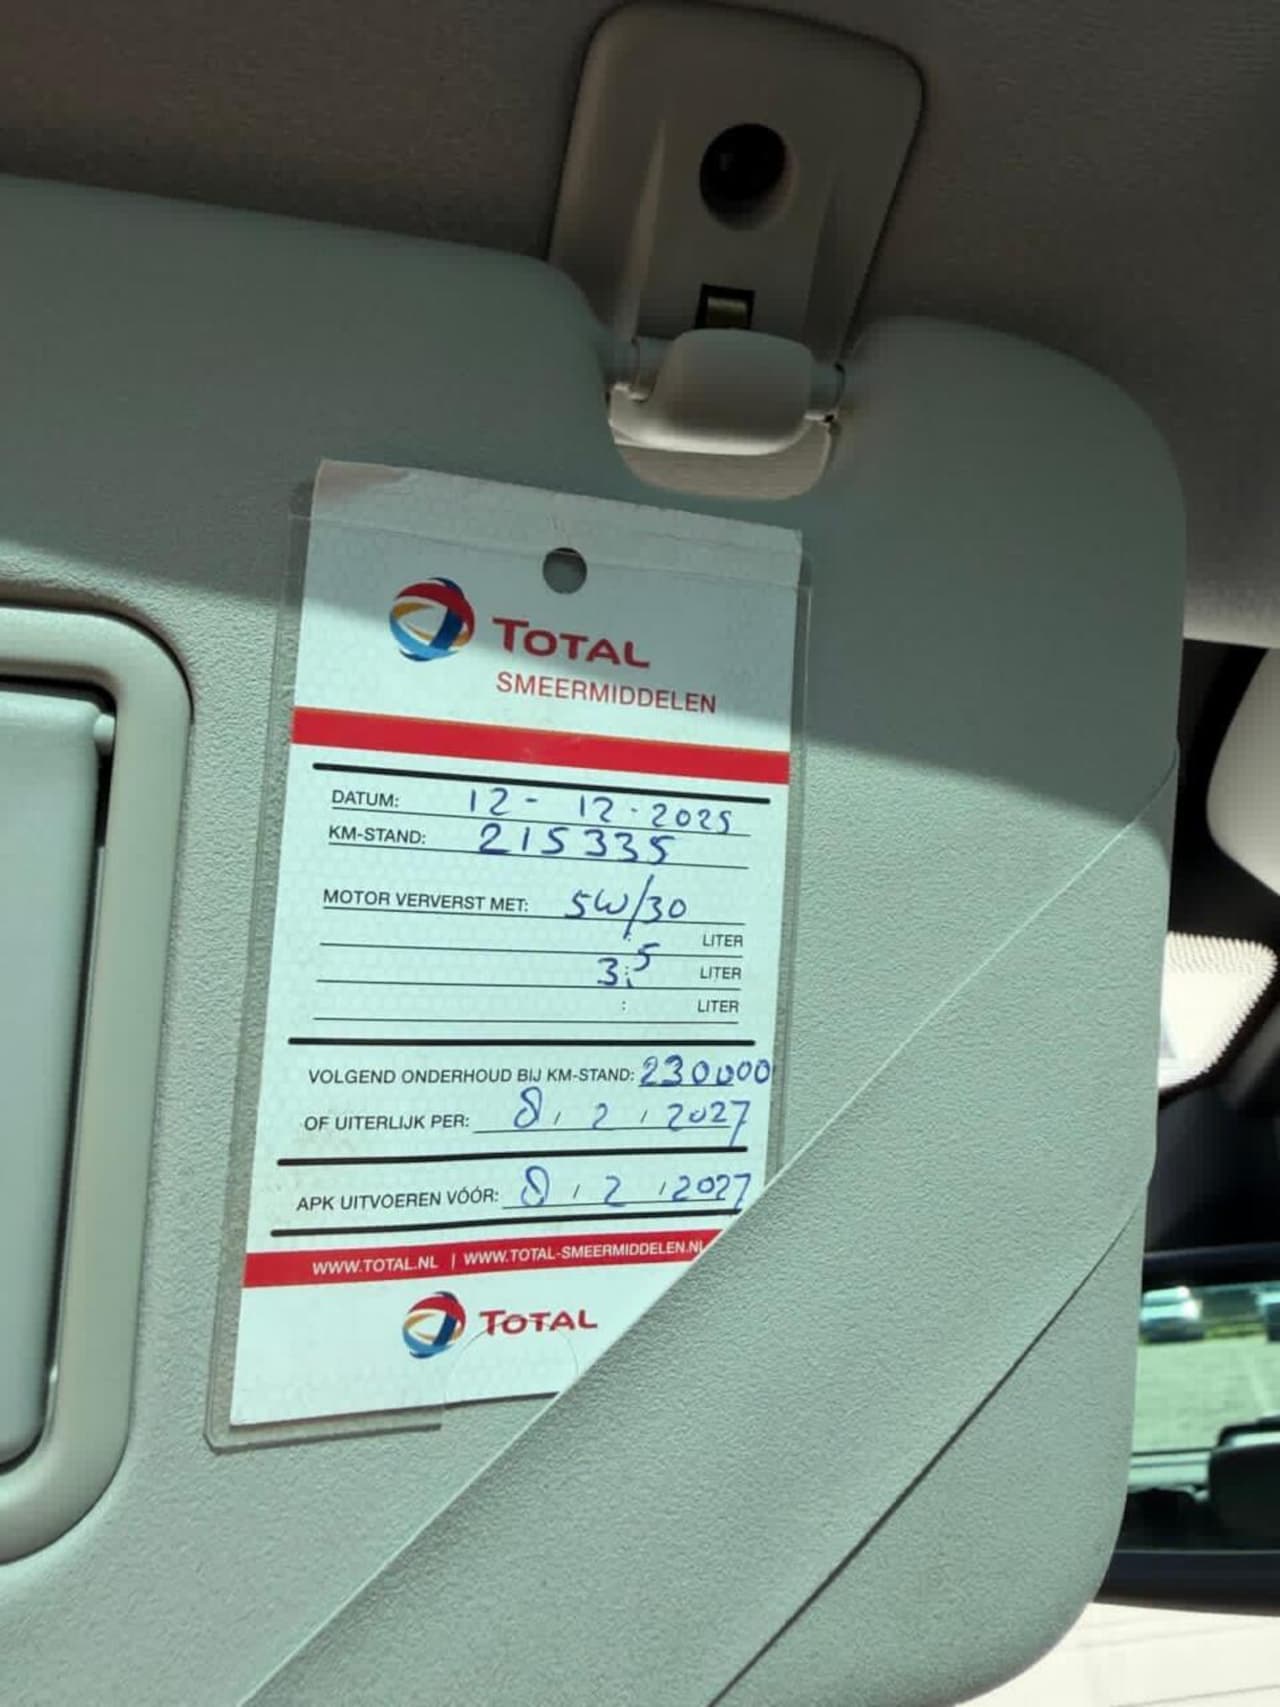 TOTAL
SMEERMIDDELEN
DATUM: 12 - 12 - 2025
KM-STAND: 215335
MOTOR VERVERST MET: 5W/30
: LITER
3:5 LITER
: LITER
VOLGEND ONDERHOUD BIJ KM-STAND: 230000
OF UITERLIJK PER: 8 / 2 / 2027
APK UITVOEREN VÓÓR: 8 / 2 / 2027
WWW.TOTAL.NL | WWW.TOTAL-SMEERMIDDELEN.NL
TOTAL